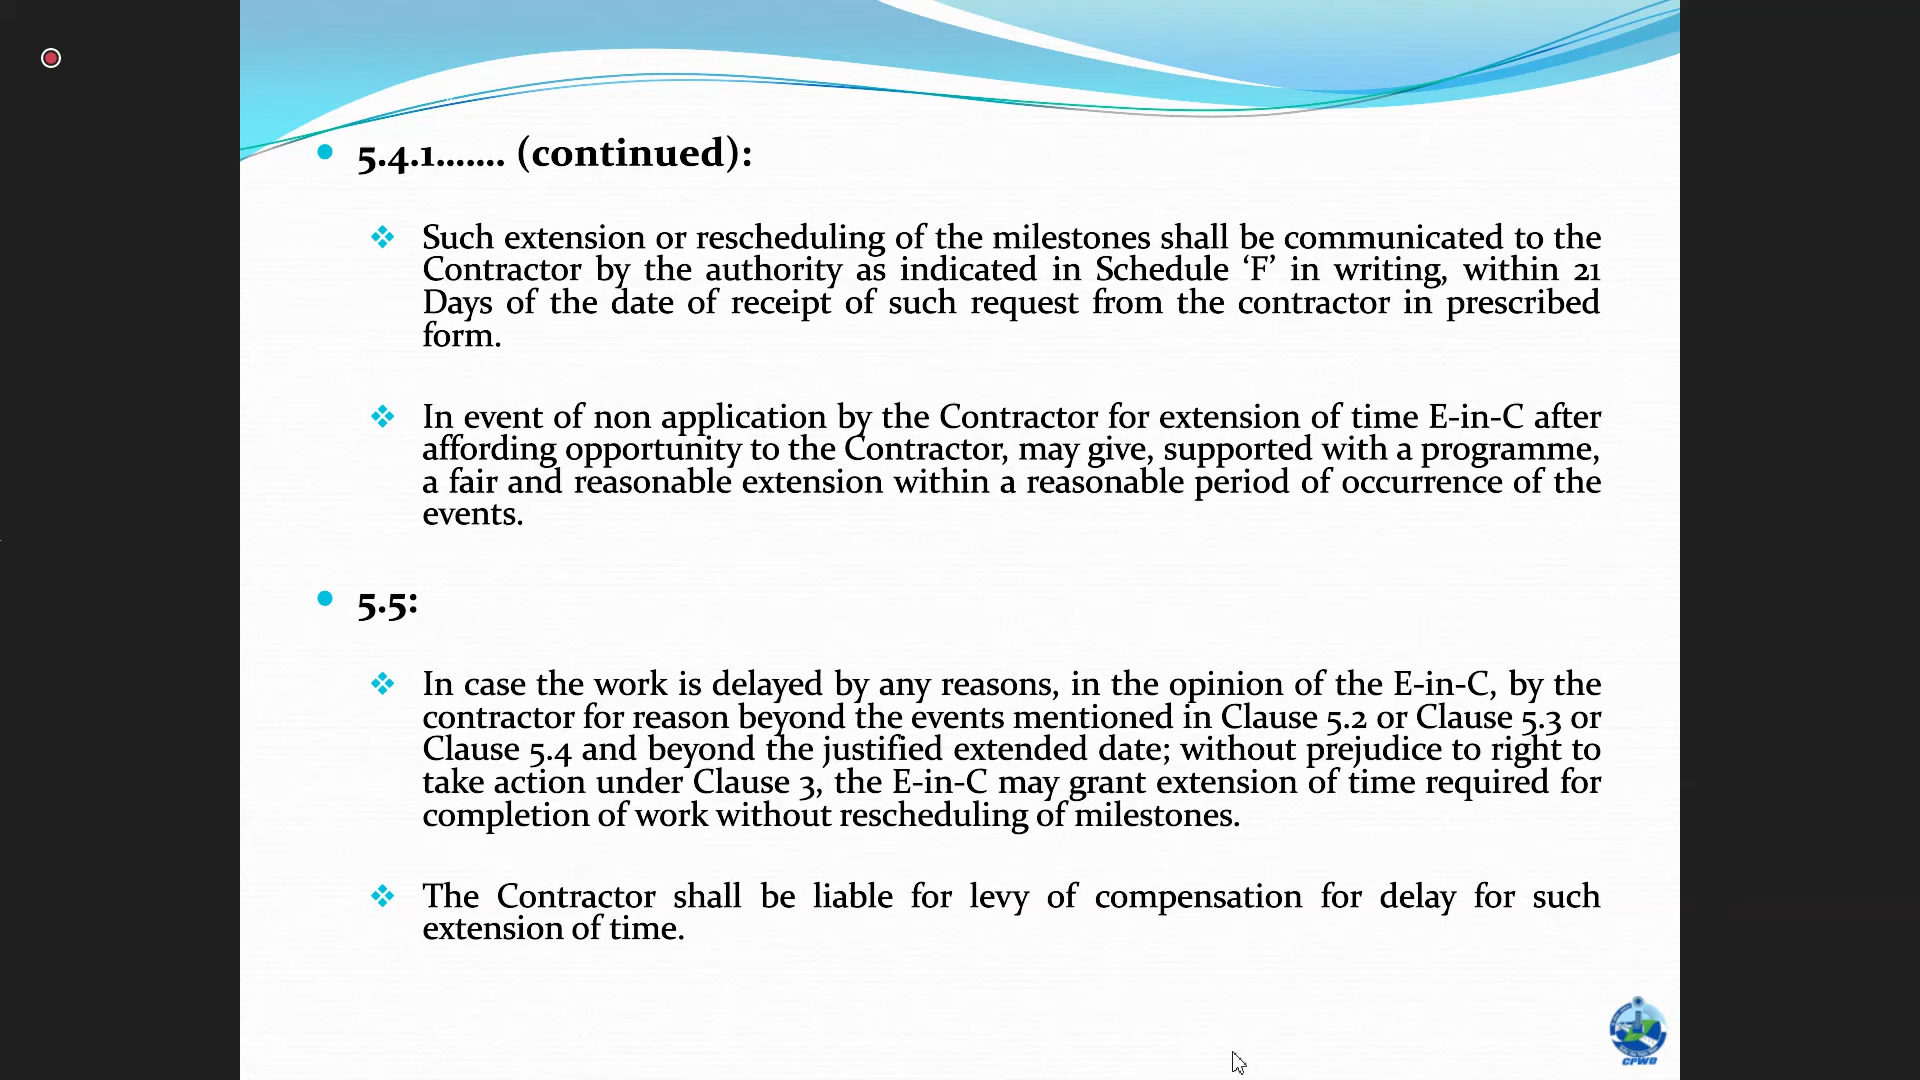 5.4.1....... (continued):
Such extension or rescheduling of the milestones shall be communicated to the
Contractor by the authority as indicated in Schedule ‘F’ in writing, within 21
Days of the date of receipt of such request from the contractor in prescribed
form.
In event of non application by the Contractor for extension of time E-in-C after
affording opportunity to the Contractor, may give, supported with a programme,
a fair and reasonable extension within a reasonable period of occurrence of the
events.
5.5:
In case the work is delayed by any reasons, in the opinion of the E-in-C, by the
contractor for reason beyond the events mentioned in Clause 5.2 or Clause 5.3 or
Clause 5.4 and beyond the justified extended date; without prejudice to right to
take action under Clause 3, the E-in-C may grant extension of time required for
completion of work without rescheduling of milestones.
The Contractor shall be liable for levy of compensation for delay for such
extension of time.
CPWD